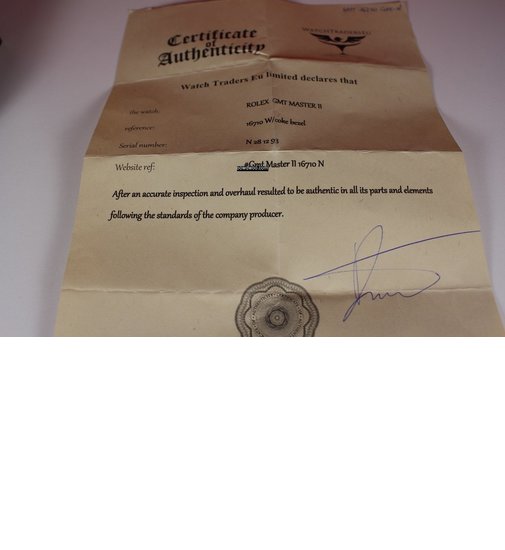 Certificate
of
Authenticity
WATCHTRADERSEU
Watch Traders Eu limited declares that
the watch:
ROLEX GMT MASTER II
reference:
16710 W/coke bezel
Serial number:
N 28 12 93
Website ref:
#Gmt Master II 16710 N
After an accurate inspection and overhaul resulted to be authentic in all its parts and elements
following the standards of the company producer.